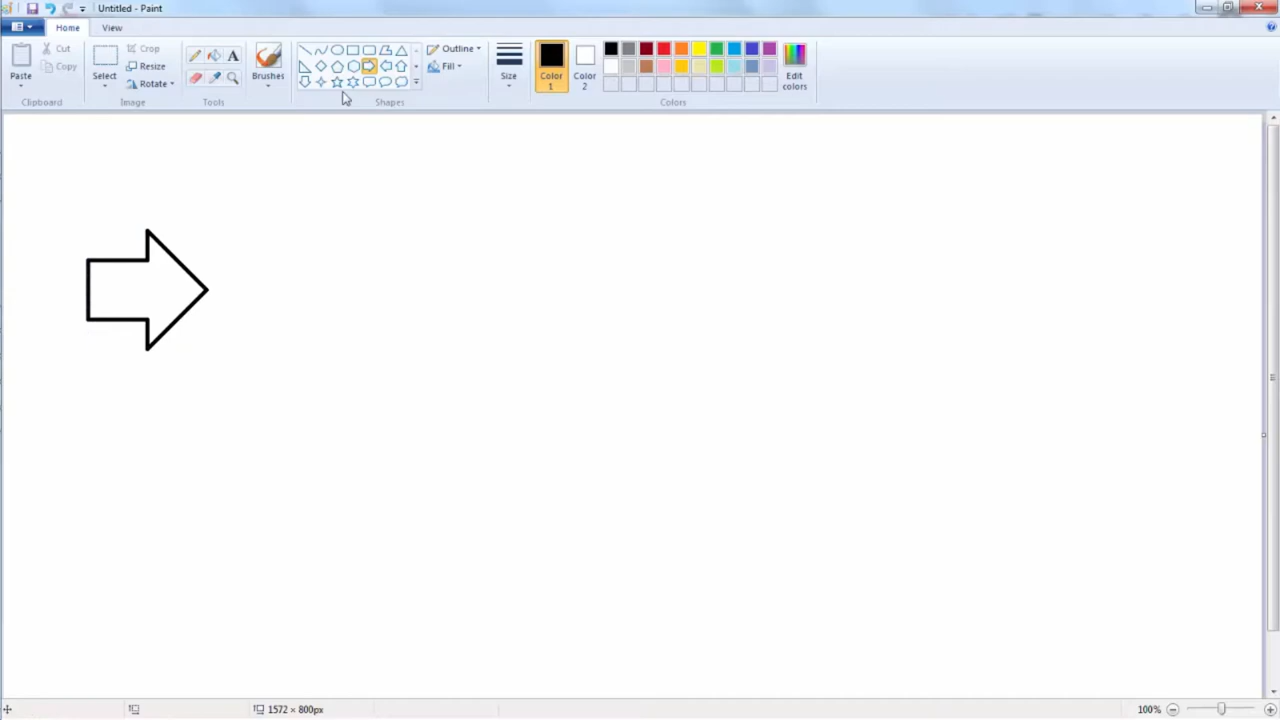 Untitled - Paint
Home View
Paste
Cut
Copy
Clipboard
Select
Crop
Resize
Rotate
Image
A
Tools
Brushes
Shapes
Outline
Fill
Size
Color 1
Color 2
Edit colors
Colors
1572 × 800px
100%